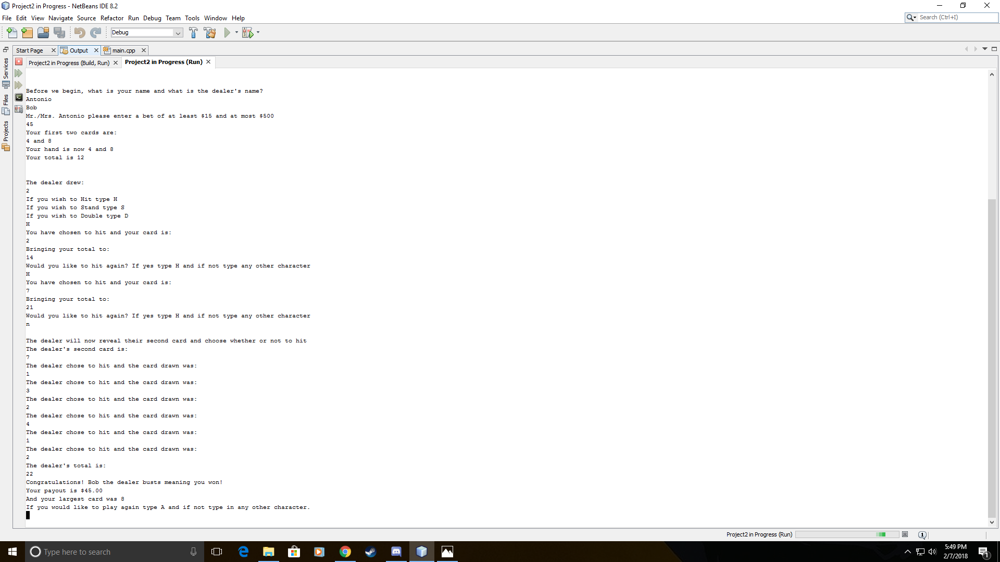 Project2 in Progress - NetBeans IDE 8.2
File Edit View Navigate Source Refactor Run Debug Team Tools Window Help
Search (Ctrl+I)
Debug
Start Page Output main.cpp
Project2 in Progress (Build, Run) Project2 in Progress (Run)
Services
Files
Projects
Before we begin, what is your name and what is the dealer's name?
Antonio
Bob
Mr./Mrs. Antonio please enter a bet of at least $15 and at most $500
45
Your first two cards are:
4 and 8
Your hand is now 4 and 8
Your total is 12
The dealer drew:
2
If you wish to Hit type H
If you wish to Stand type S
If you wish to Double type D
H
You have chosen to hit and your card is:
2
Bringing your total to:
14
Would you like to hit again? If yes type H and if not type any other character
H
You have chosen to hit and your card is:
7
Bringing your total to:
21
Would you like to hit again? If yes type H and if not type any other character
n
The dealer will now reveal their second card and choose whether or not to hit
The dealer's second card is:
7
The dealer chose to hit and the card drawn was:
1
The dealer chose to hit and the card drawn was:
3
The dealer chose to hit and the card drawn was:
2
The dealer chose to hit and the card drawn was:
4
The dealer chose to hit and the card drawn was:
1
The dealer chose to hit and the card drawn was:
2
The dealer's total is:
22
Congratulations! Bob the dealer busts meaning you won!
Your payout is $45.00
And your largest card was 8
If you would like to play again type A and if not type in any other character.
Project2 in Progress (Run)
1
Type here to search
5:49 PM
2/7/2018
1